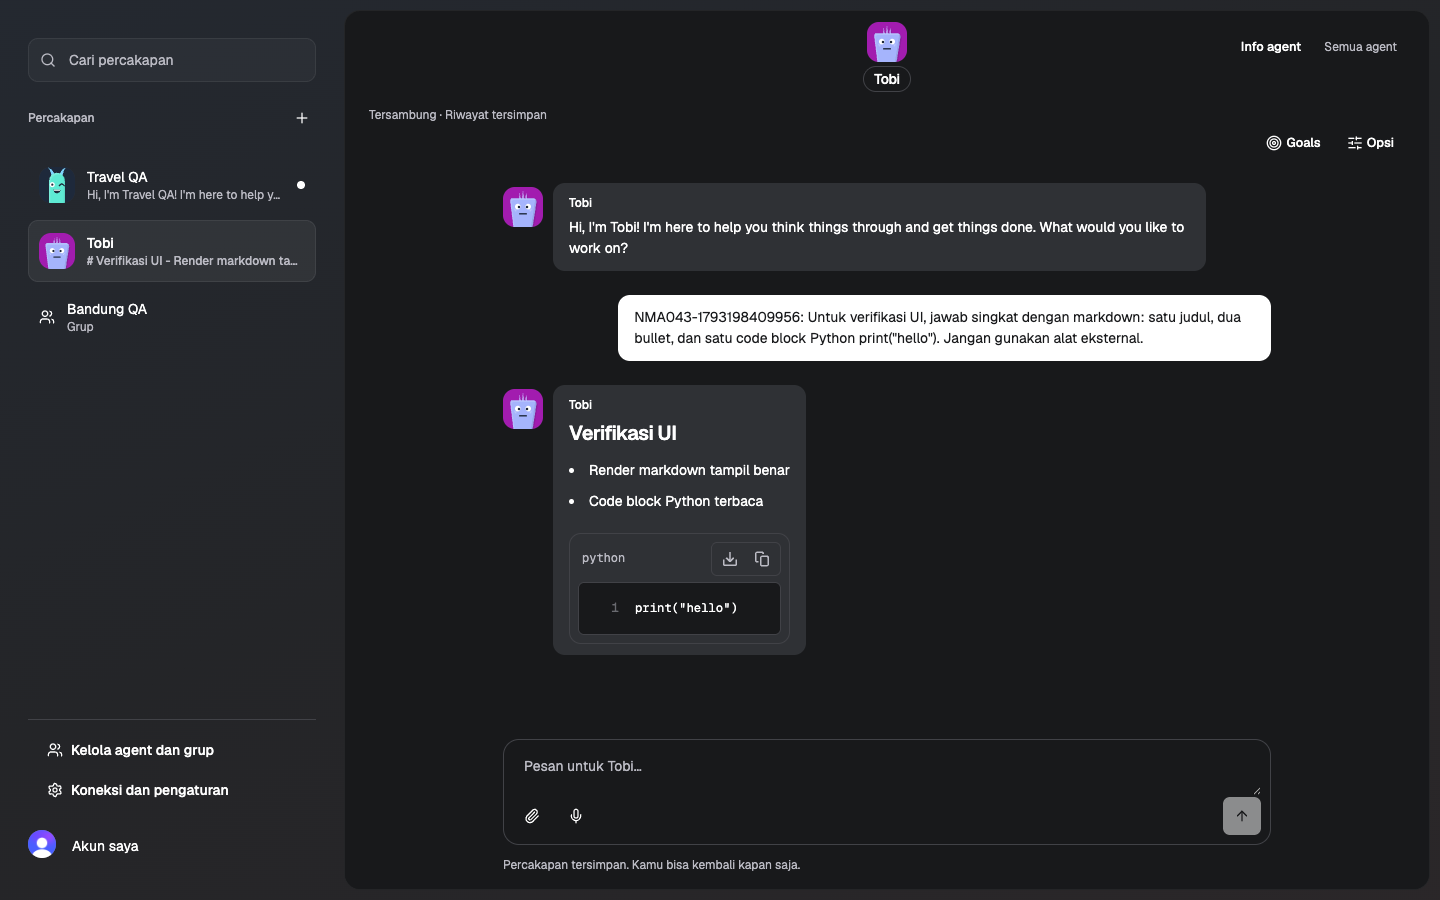 Cari percakapan
Percakapan
Travel QA
Hi, I'm Travel QA! I'm here to help y...
Tobi
# Verifikasi UI - Render markdown ta...
Bandung QA
Grup
Kelola agent dan grup
Koneksi dan pengaturan
Akun saya
Tobi
Info agent
Semua agent
Tersambung · Riwayat tersimpan
Goals
Opsi
Tobi
Hi, I'm Tobi! I'm here to help you think things through and get things done. What would you like to
work on?
NMA043-1793198409956: Untuk verifikasi UI, jawab singkat dengan markdown: satu judul, dua
bullet, dan satu code block Python print("hello"). Jangan gunakan alat eksternal.
Tobi
Verifikasi UI
• Render markdown tampil benar
• Code block Python terbaca
python
1 print("hello")
Pesan untuk Tobi...
Percakapan tersimpan. Kamu bisa kembali kapan saja.